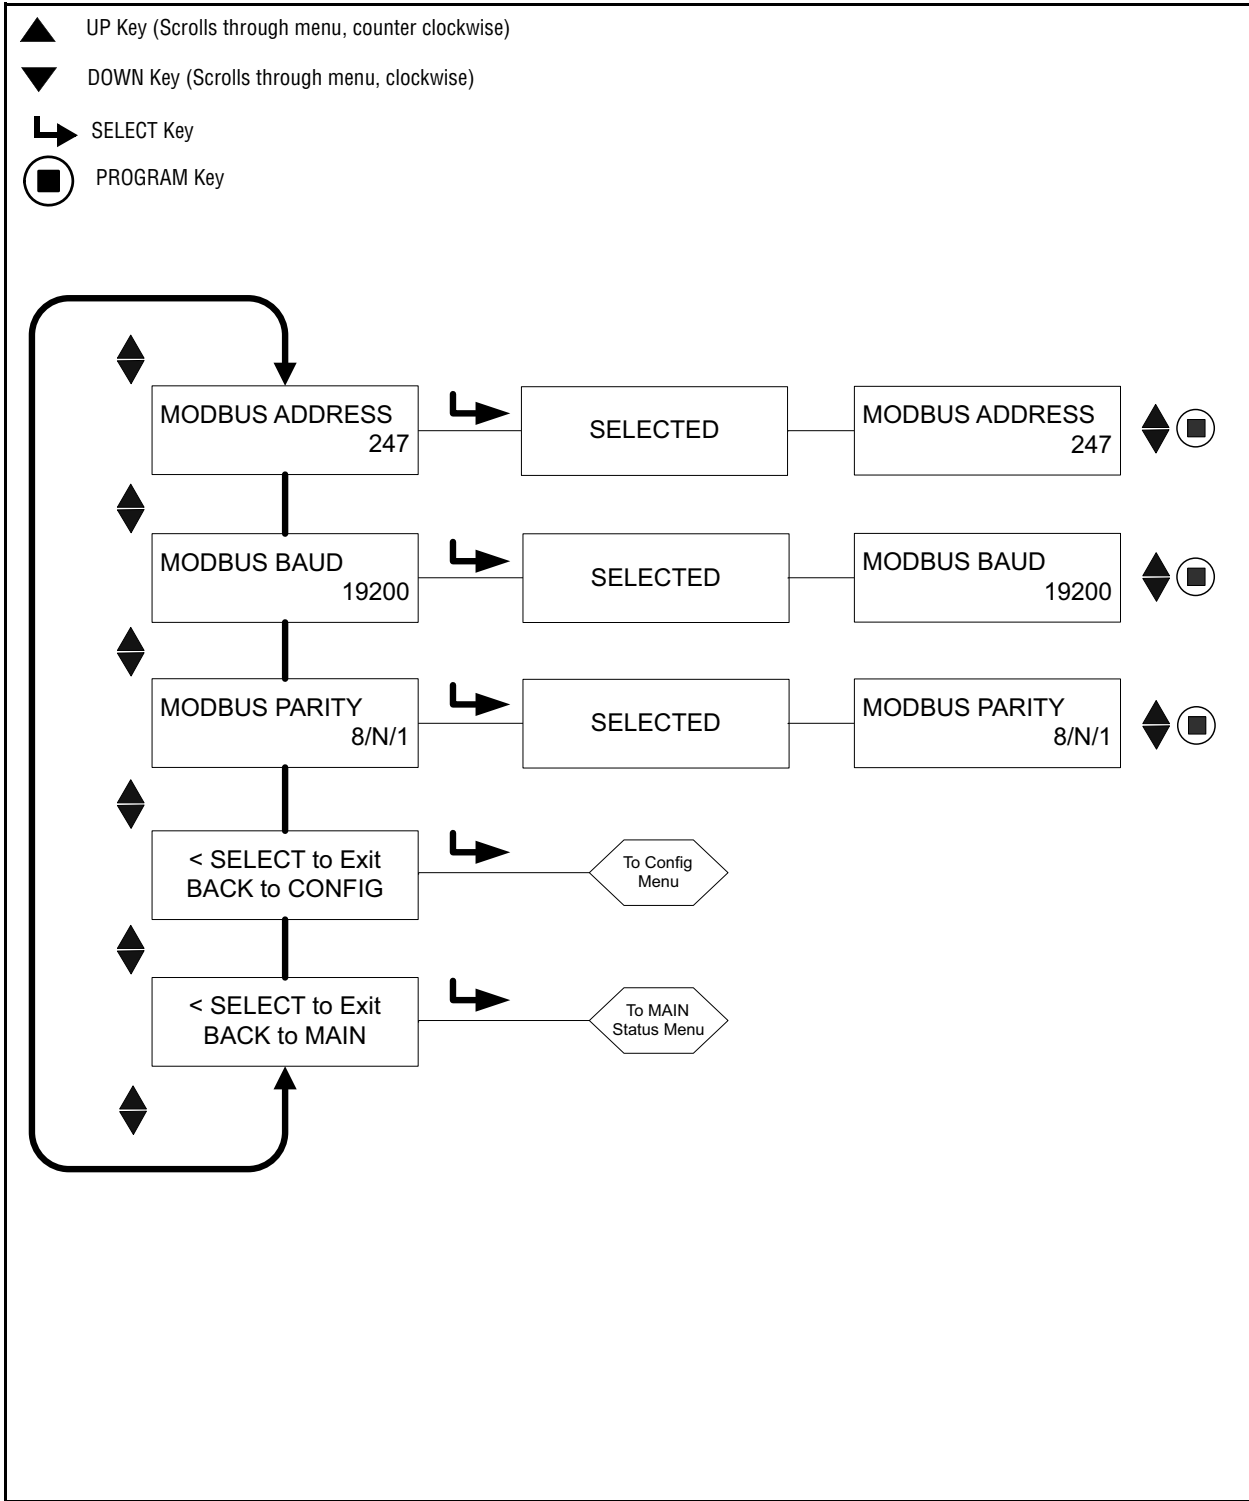 UP Key (Scrolls through menu, counter clockwise)
DOWN Key (Scrolls through menu, clockwise)
SELECT Key
PROGRAM Key
MODBUS ADDRESS
247
SELECTED
MODBUS ADDRESS
247
MODBUS BAUD
19200
SELECTED
MODBUS BAUD
19200
MODBUS PARITY
8/N/1
SELECTED
MODBUS PARITY
8/N/1
< SELECT to Exit
BACK to CONFIG
To Config
Menu
< SELECT to Exit
BACK to MAIN
To MAIN
Status Menu